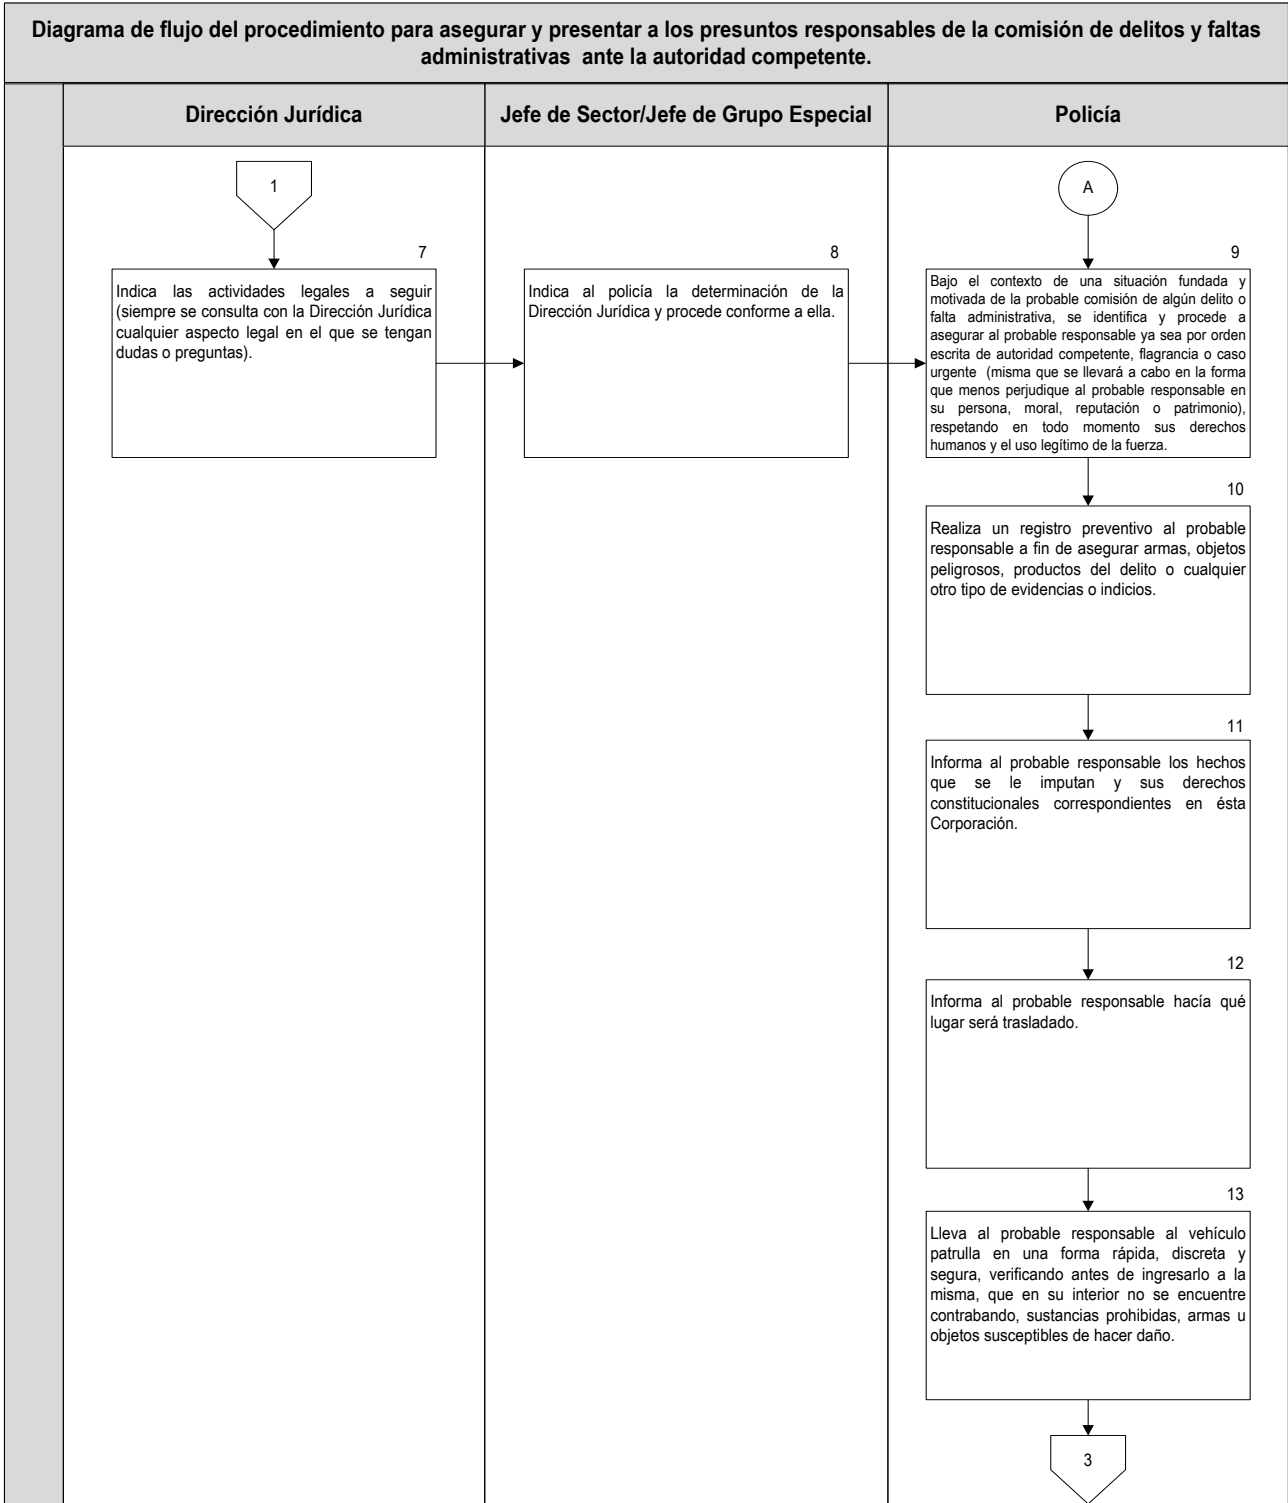 Diagrama de flujo del procedimiento para asegurar y presentar a los presuntos responsables de la comisión de delitos y faltas
administrativas ante la autoridad competente.
Dirección Jurídica
Jefe de Sector/Jefe de Grupo Especial
Policía
1
7
Indica las actividades legales a seguir
(siempre se consulta con la Dirección Jurídica
cualquier aspecto legal en el que se tengan
dudas o preguntas).
8
Indica al policía la determinación de la
Dirección Jurídica y procede conforme a ella.
A
9
Bajo el contexto de una situación fundada y
motivada de la probable comisión de algún delito o
falta administrativa, se identifica y procede a
asegurar al probable responsable ya sea por orden
escrita de autoridad competente, flagrancia o caso
urgente (misma que se llevará a cabo en la forma
que menos perjudique al probable responsable en
su persona, moral, reputación o patrimonio),
respetando en todo momento sus derechos
humanos y el uso legítimo de la fuerza.
10
Realiza un registro preventivo al probable
responsable a fin de asegurar armas, objetos
peligrosos, productos del delito o cualquier
otro tipo de evidencias o indicios.
11
Informa al probable responsable los hechos
que se le imputan y sus derechos
constitucionales correspondientes en ésta
Corporación.
12
Informa al probable responsable hacía qué
lugar será trasladado.
13
Lleva al probable responsable al vehículo
patrulla en una forma rápida, discreta y
segura, verificando antes de ingresarlo a la
misma, que en su interior no se encuentre
contrabando, sustancias prohibidas, armas u
objetos susceptibles de hacer daño.
3